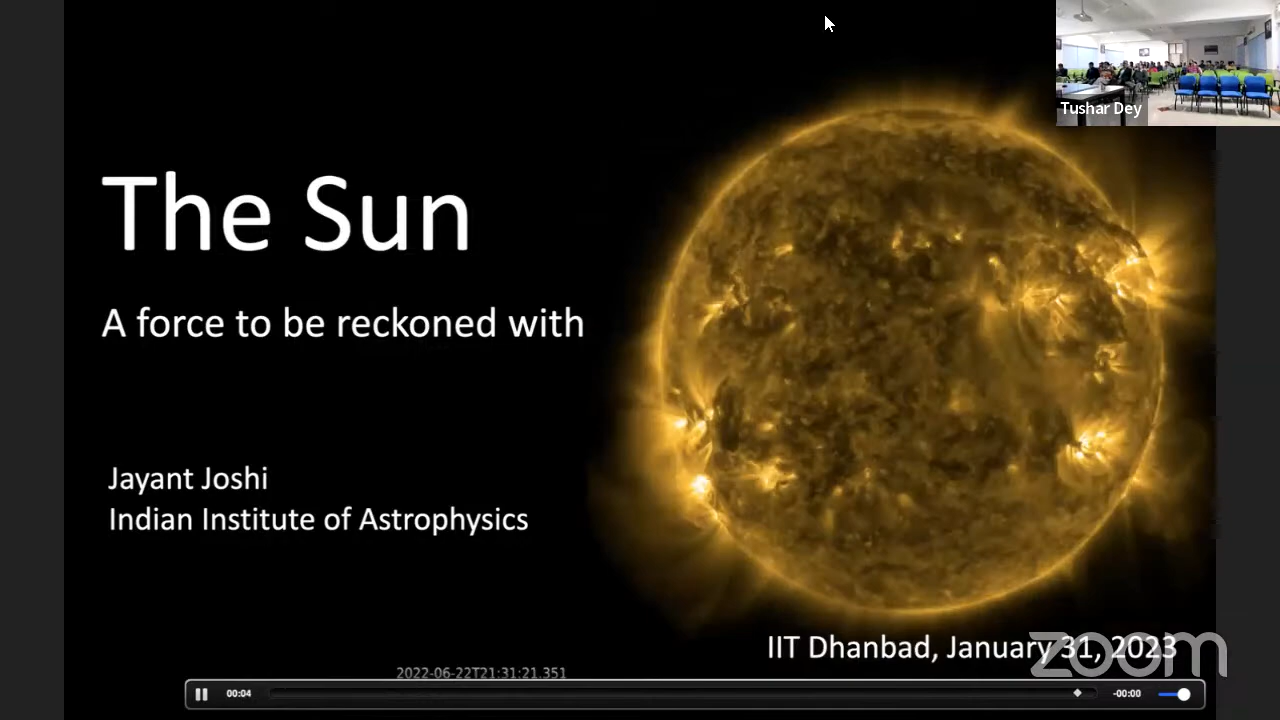 Tushar Dey
The Sun
A force to be reckoned with
Jayant Joshi
Indian Institute of Astrophysics
IIT Dhanbad, January 31, 2023
zoom
2022-06-22T21:31:21.351
00:04
-00:00